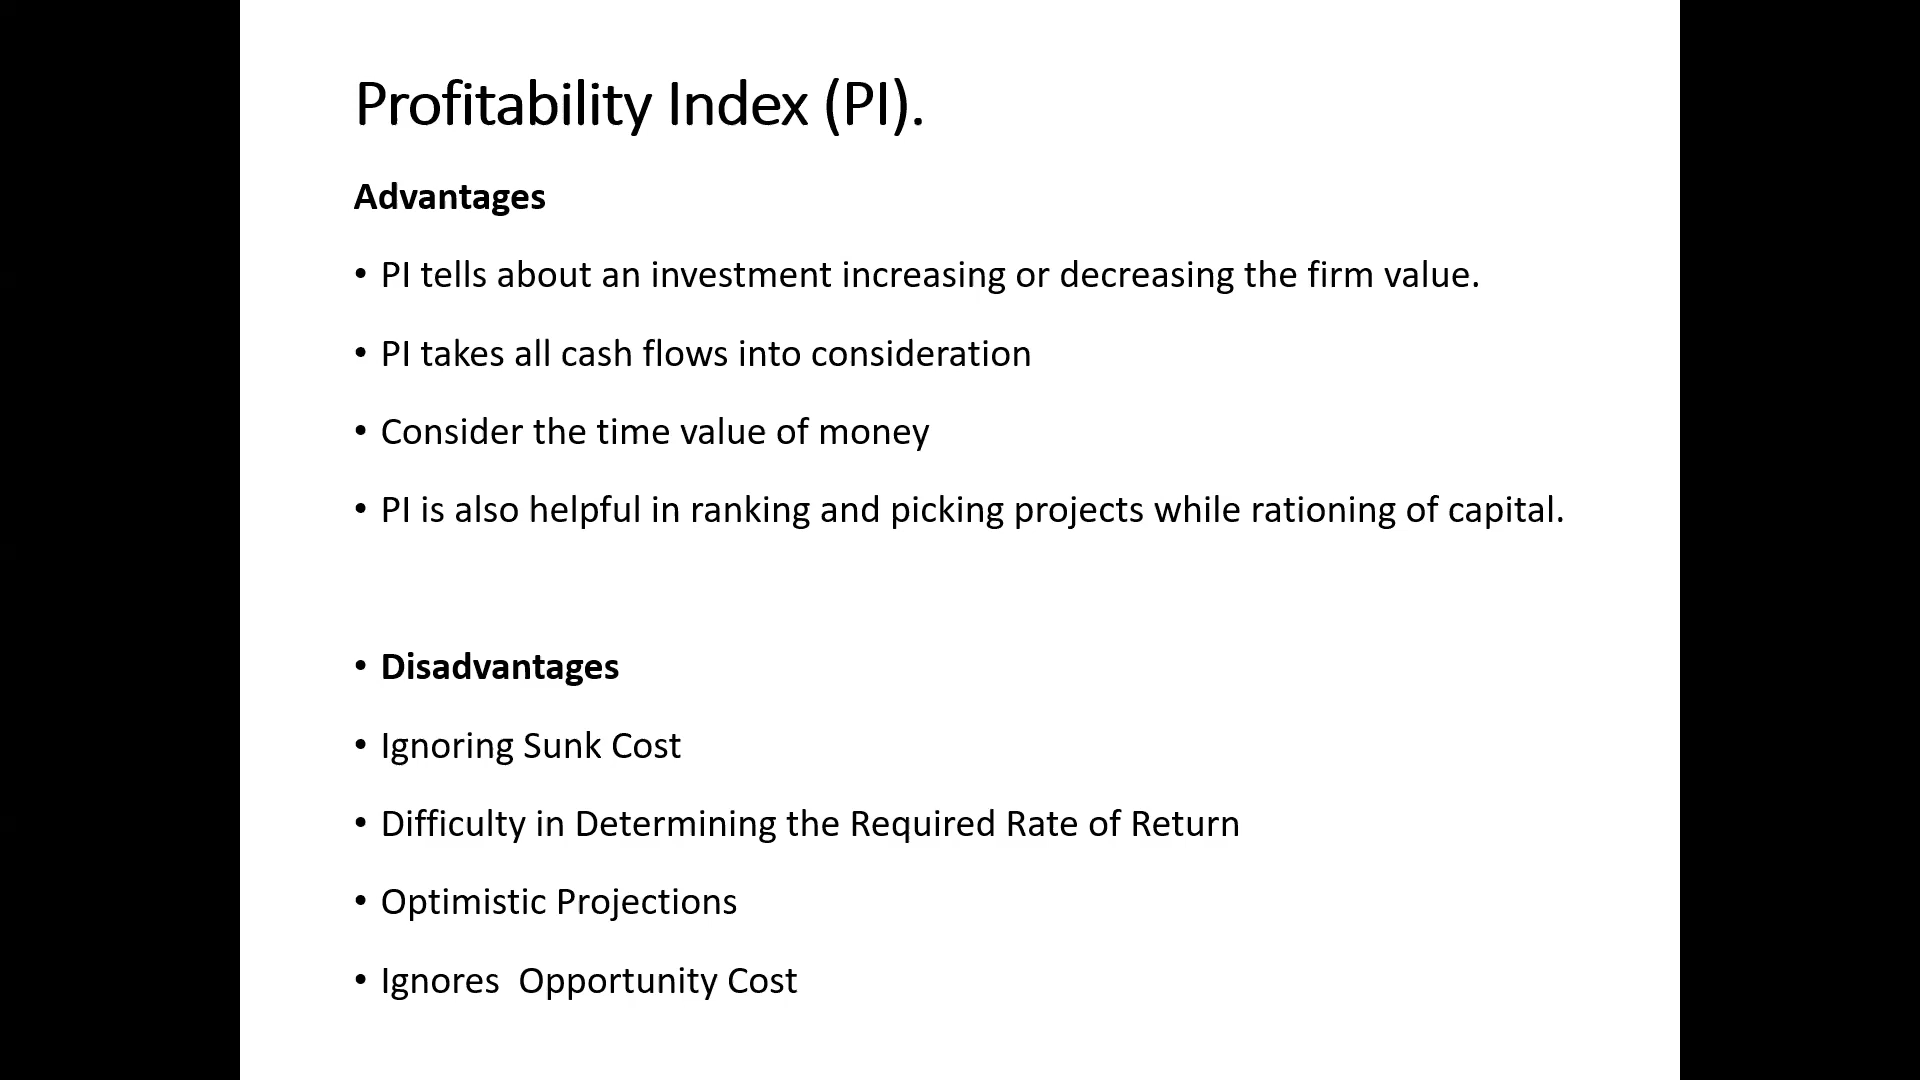 Profitability Index (PI).
Advantages
• PI tells about an investment increasing or decreasing the firm value.
• PI takes all cash flows into consideration
• Consider the time value of money
• PI is also helpful in ranking and picking projects while rationing of capital.
• Disadvantages
• Ignoring Sunk Cost
• Difficulty in Determining the Required Rate of Return
• Optimistic Projections
• Ignores  Opportunity Cost